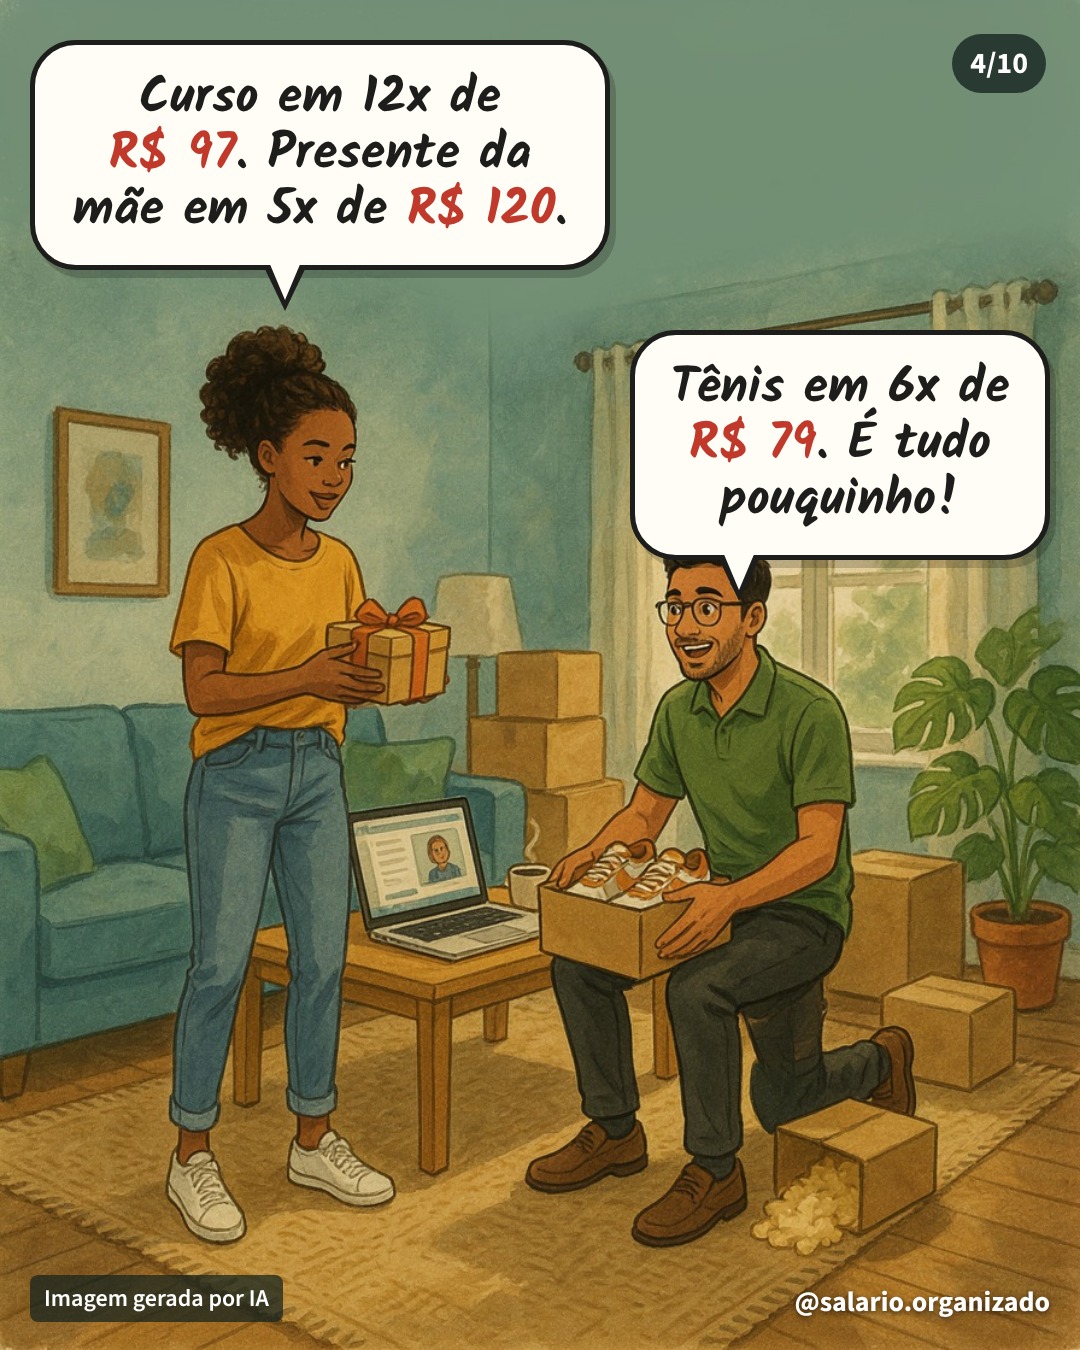 4/10
Curso em 12x de
R$ 97. Presente da
mãe em 5x de R$ 120.
Tênis em 6x de
R$ 79. É tudo
pouquinho!
Imagem gerada por IA
@salario.organizado